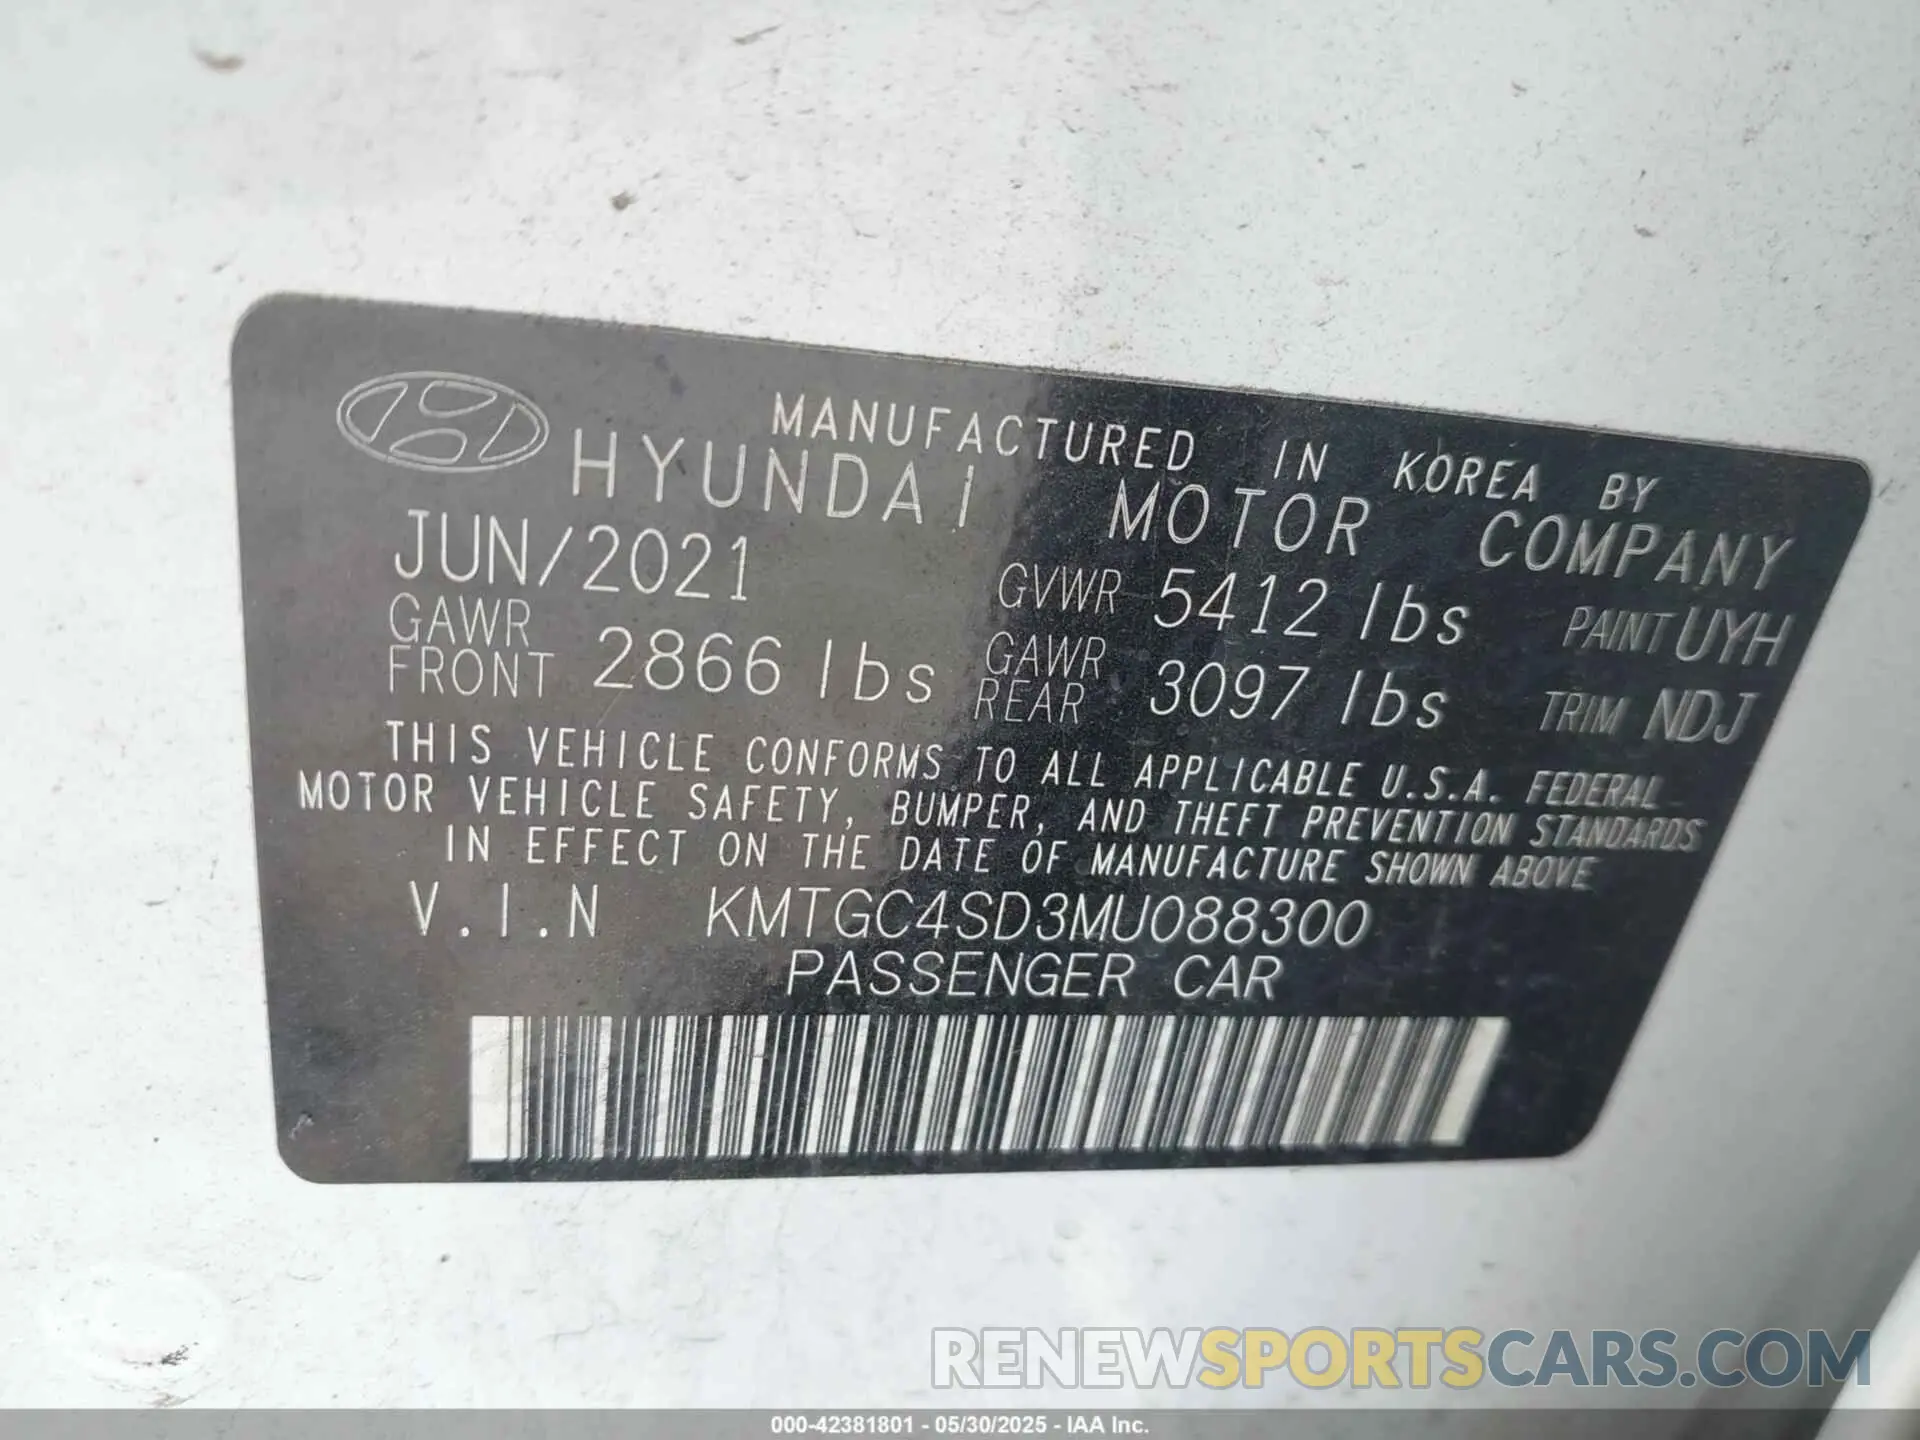 MANUFACTURED IN KOREA BY
HYUNDAI MOTOR COMPANY
JUN/2021 GVWR 5412 lbs PAINT UYH
GAWR FRONT 2866 lbs GAWR REAR 3097 lbs TRIM NDJ
THIS VEHICLE CONFORMS TO ALL APPLICABLE U.S.A. FEDERAL
MOTOR VEHICLE SAFETY, BUMPER, AND THEFT PREVENTION STANDARDS
IN EFFECT ON THE DATE OF MANUFACTURE SHOWN ABOVE
V.I.N KMTGC4SD3MU088300
PASSENGER CAR
RENEWSPORTSCARS.COM
000-42381801 - 05/30/2025 - IAA Inc.